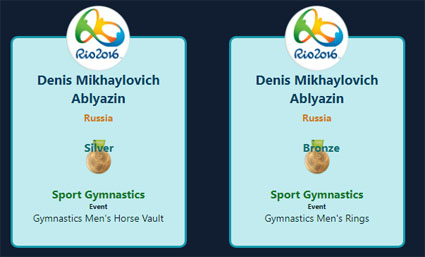 Rio2016
Denis Mikhaylovich
Ablyazin
Russia
Silver
Sport Gymnastics
Event
Gymnastics Men's Horse Vault
Rio2016
Denis Mikhaylovich
Ablyazin
Russia
Bronze
Sport Gymnastics
Event
Gymnastics Men's Rings